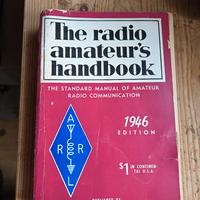 The radio
amateur's
handbook
THE STANDARD MANUAL OF AMATEUR
RADIO COMMUNICATION
1946
EDITION
A
R R
L
$1 IN CONTINEN-
TAL U.S.A.
PUBLISHED BY